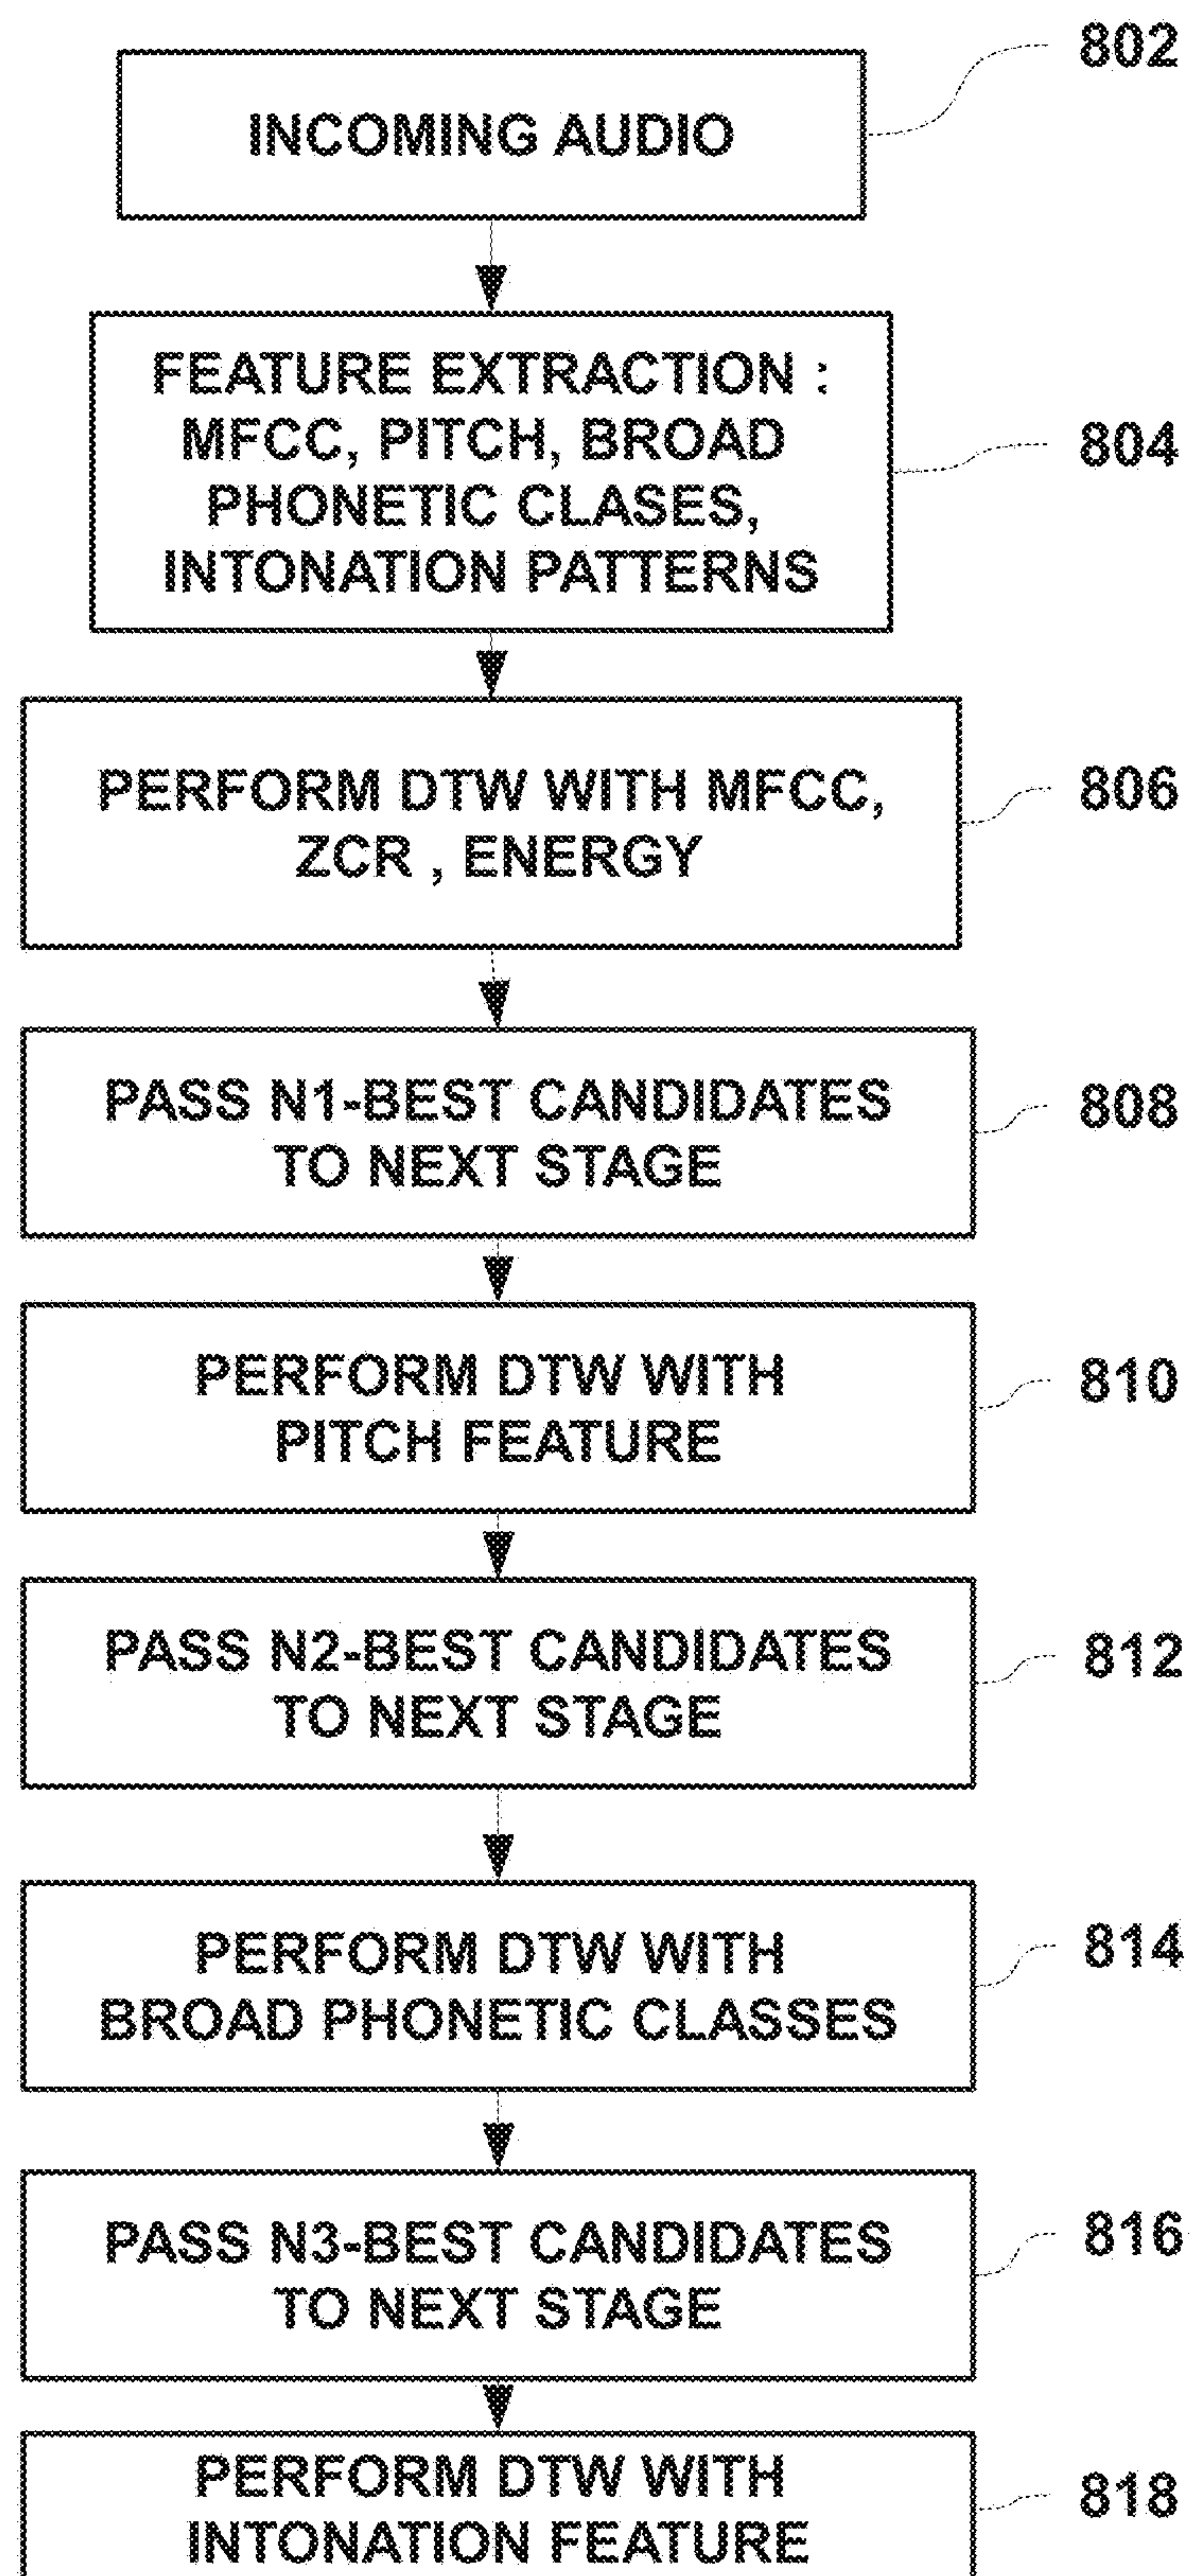 802
INCOMING AUDIO
FEATURE EXTRACTION :
MFCC, PITCH, BROAD
PHONETIC CLASES,
INTONATION PATTERNS
804
PERFORM DTW WITH MFCC,
ZCR , ENERGY
806
PASS N1-BEST CANDIDATES
TO NEXT STAGE
808
PERFORM DTW WITH
PITCH FEATURE
810
PASS N2-BEST CANDIDATES
TO NEXT STAGE
812
PERFORM DTW WITH
BROAD PHONETIC CLASSES
814
PASS N3-BEST CANDIDATES
TO NEXT STAGE
816
PERFORM DTW WITH
INTONATION FEATURE
818